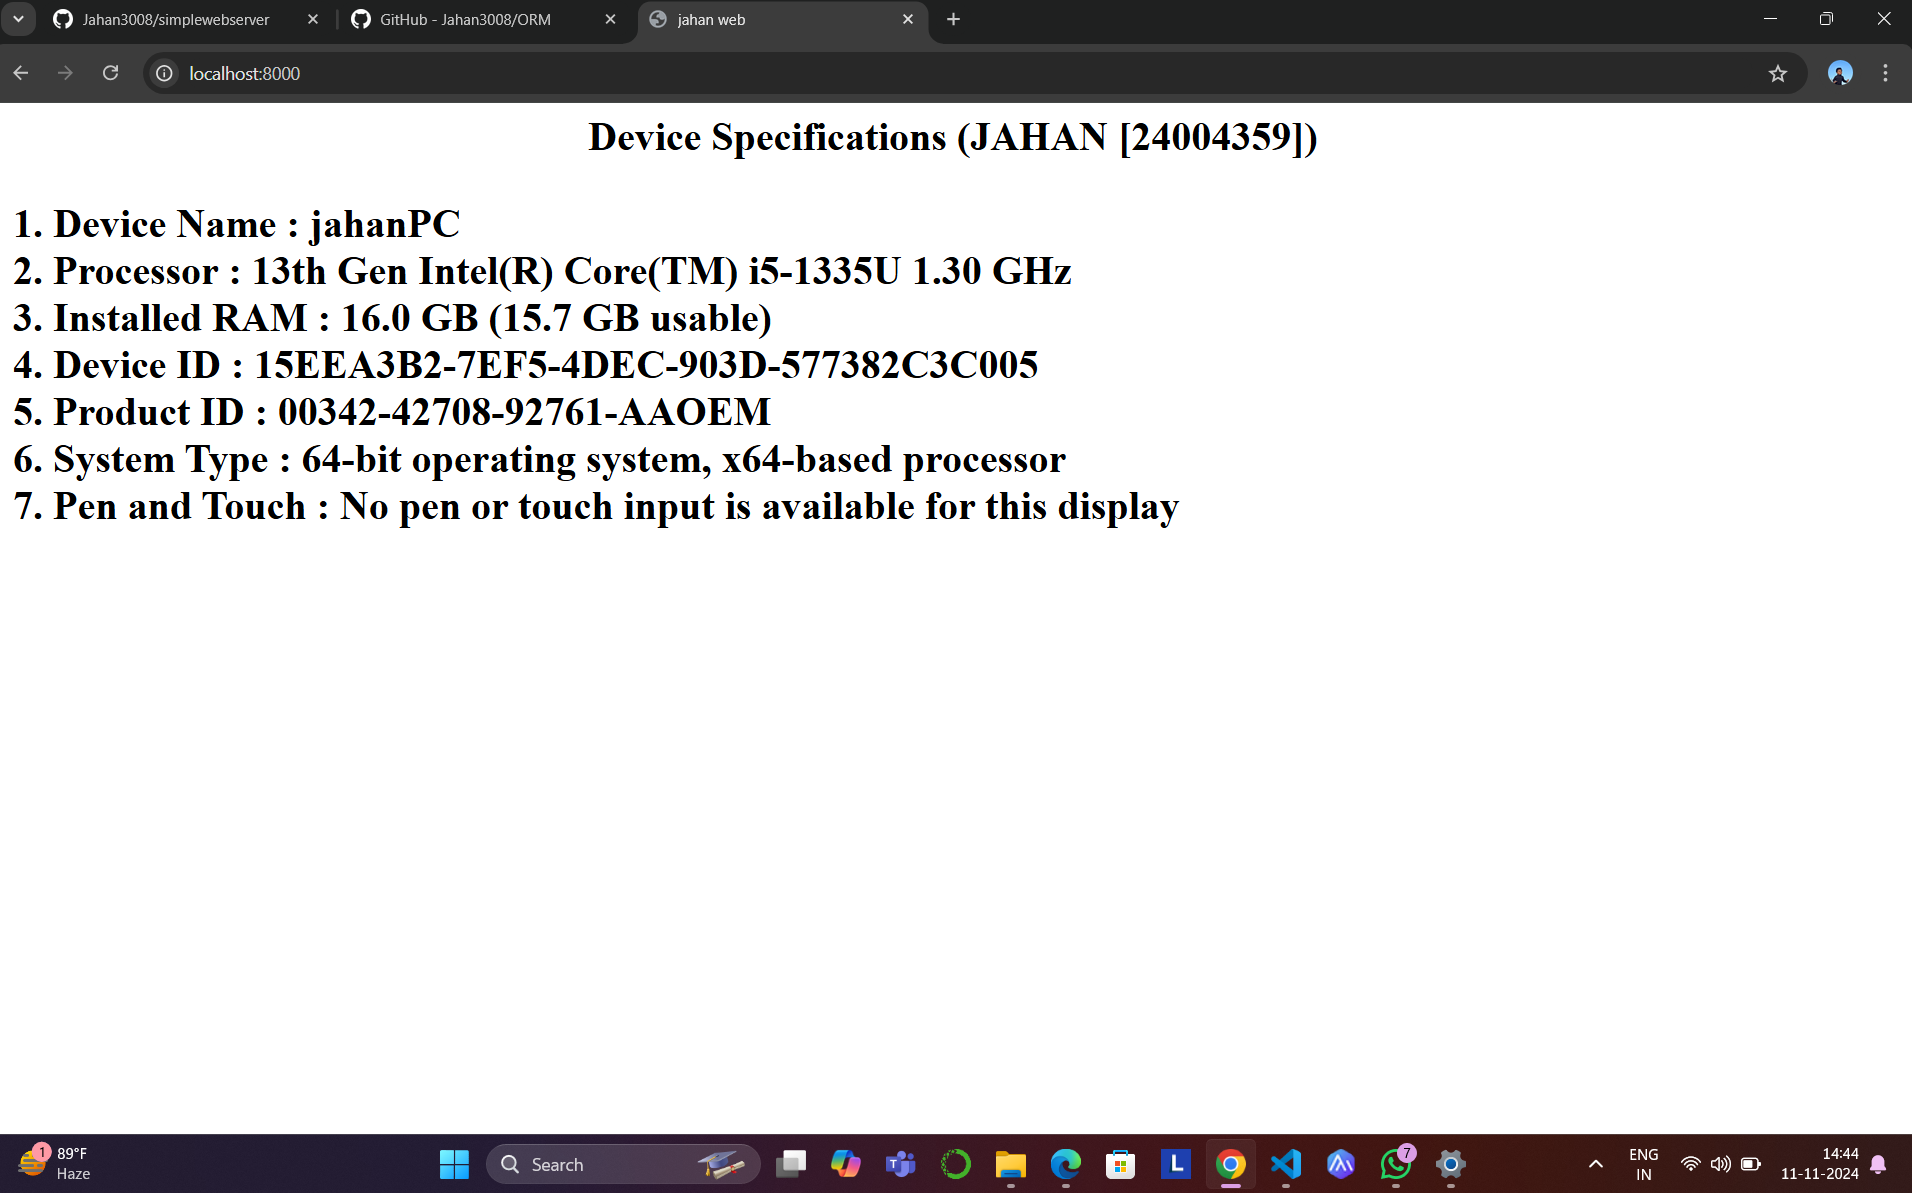 Jahan3008/simplewebserver
GitHub - Jahan3008/ORM
jahan web
localhost:8000
Device Specifications (JAHAN [24004359])
1. Device Name : jahanPC
2. Processor : 13th Gen Intel(R) Core(TM) i5-1335U 1.30 GHz
3. Installed RAM : 16.0 GB (15.7 GB usable)
4. Device ID : 15EEA3B2-7EF5-4DEC-903D-577382C3C005
5. Product ID : 00342-42708-92761-AAOEM
6. System Type : 64-bit operating system, x64-based processor
7. Pen and Touch : No pen or touch input is available for this display
1
89°F
Haze
Search
T
L
7
ENG
IN
14:44
11-11-2024